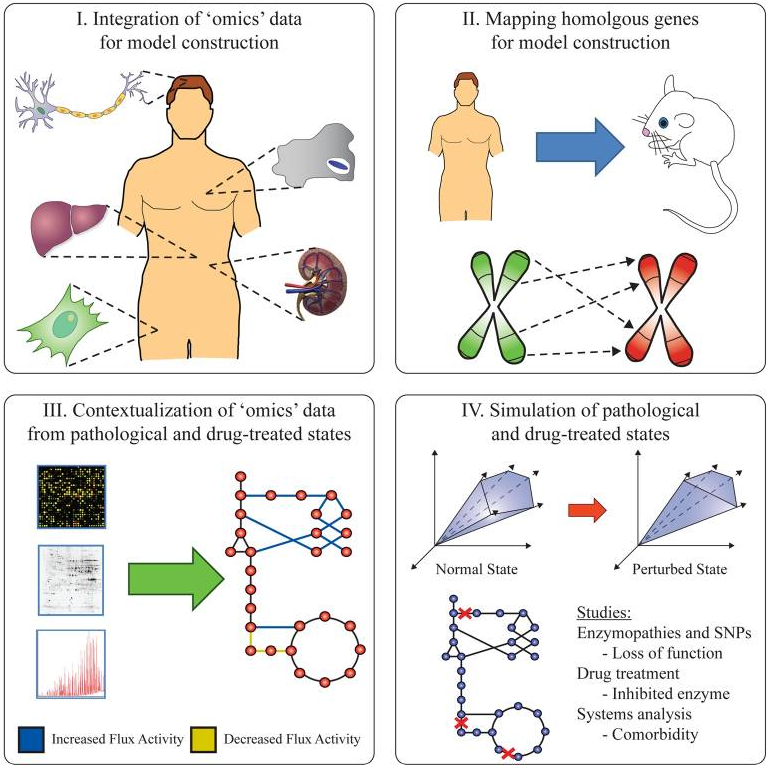 I. Integration of ‘omics’ data
for model construction
II. Mapping homolgous genes
for model construction
III. Contextualization of ‘omics’ data
from pathological and drug-treated states
Increased Flux Activity
Decreased Flux Activity
IV. Simulation of pathological
and drug-treated states
Normal State
Perturbed State
Studies:
Enzymopathies and SNPs
- Loss of function
Drug treatment
- Inhibited enzyme
Systems analysis
- Comorbidity